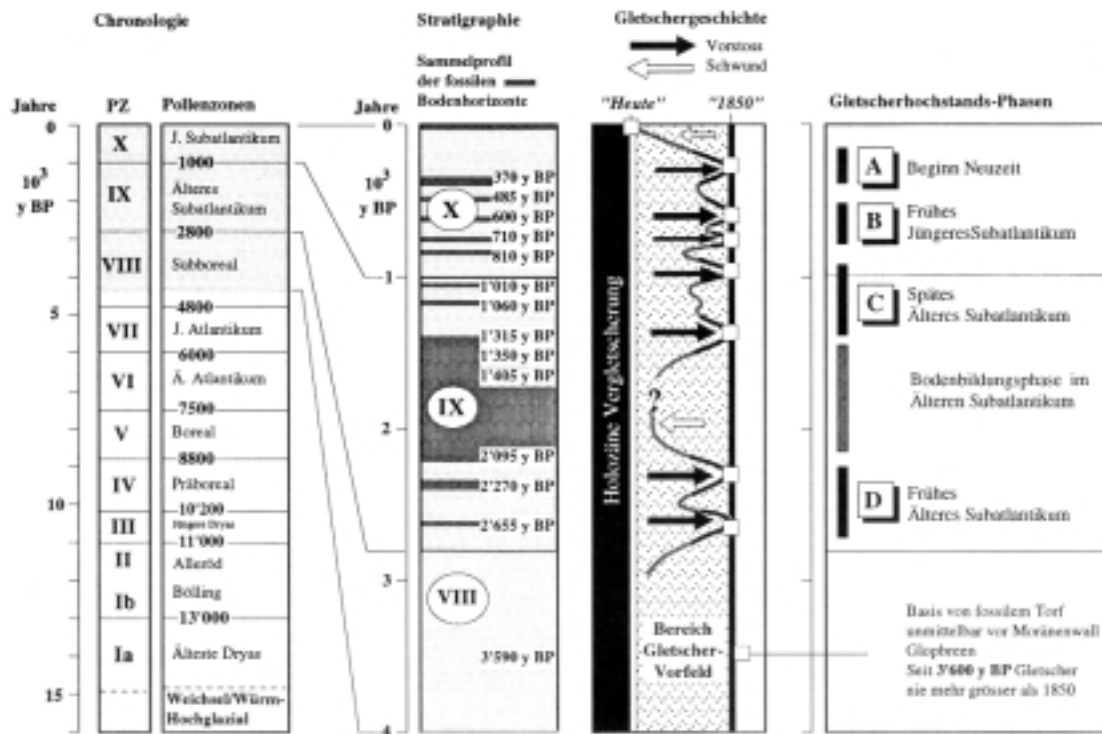 Chronologie
Stratigraphie
Gletschergeschichte
Vorstoss
Schwund
Sammelprofil
der fossilen
Bodenhorizonte
Jahre
PZ
Pollenzonen
Jahre
"Heute"
"1850"
Gletscherhochstands-Phasen
0
10³
y BP
5
10
15
X
IX
VIII
VII
VI
V
IV
III
II
Ib
Ia
J. Subatlantikum
1000
Älteres
Subatlantikum
2800
Subboreal
4800
J. Atlantikum
6000
Ä. Atlantikum
7500
Boreal
8800
Präboreal
10'200
Dryas
11'000
Alleröd
Bölling
13'000
Älteste Dryas
Weichsel/Würm-
Hochglazial
0
10³
y BP
1
2
3
4
370 y BP
485 y BP
X
600 y BP
710 y BP
810 y BP
1'010 y BP
1'060 y BP
1'315 y BP
1'350 y BP
1'405 y BP
IX
2'095 y BP
2'270 y BP
2'655 y BP
VIII
3'590 y BP
Holozäne Vergletscherung
?
Bereich
Gletscher-
Vorfeld
A
Beginn Neuzeit
B
Frühes
JüngeresSubatlantikum
C
Spätes
Älteres Subatlantikum
Bodenbildungsphase im
Älteren Subatlantikum
D
Frühes
Älteres Subatlantikum
Basis von fossilem Torf
unmittelbar vor Moränenwall
Glopbreen
Seit 3'600 y BP Gletscher
nie mehr grösser als 1850